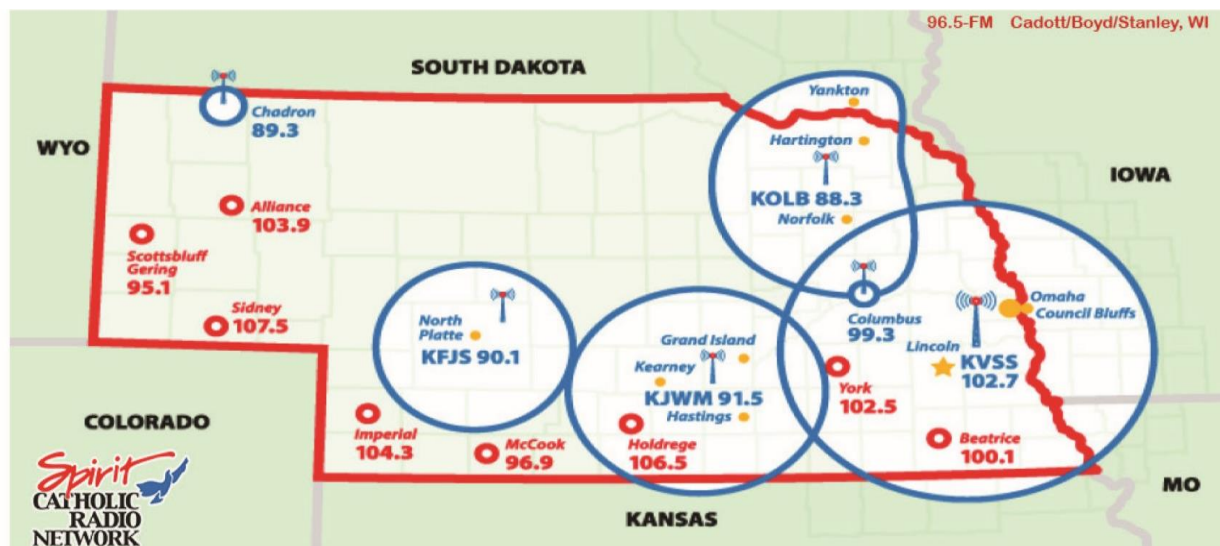 96.5-FM Cadott/Boyd/Stanley, WI
SOUTH DAKOTA
WYO
IOWA
Chadron
89.3
Yankton
Hartington
KOLB 88.3
Norfolk
Alliance
103.9
Scottsbluff
Gering
95.1
Sidney
107.5
North
Platte
KFJS 90.1
Grand Island
Kearney
KJWM 91.5
Hastings
Columbus
99.3
Omaha
Council Bluffs
Lincoln
KVSS
102.7
York
102.5
Beatrice
100.1
Imperial
104.3
McCook
96.9
Holdrege
106.5
COLORADO
KANSAS
MO
Spirit
CATHOLIC
RADIO
NETWORK